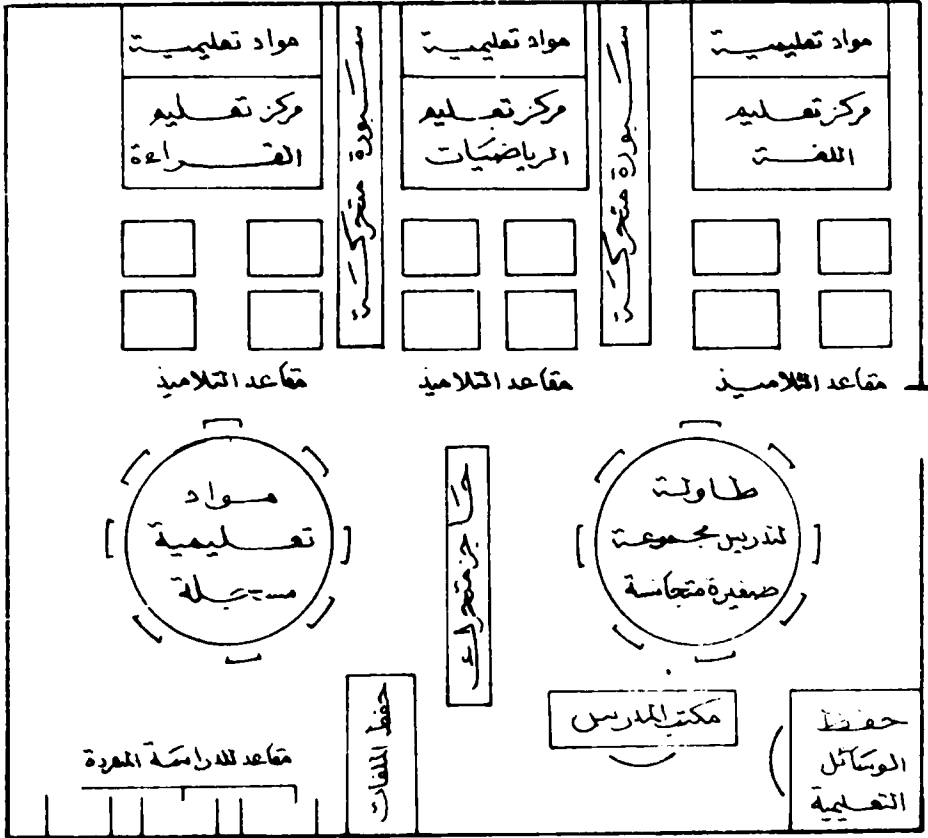 مواد تعليمية
مركز تعليم
اللغة
سبورة متحركة
مواد تعليمية
مركز تعليم
الرياضيات
سبورة متحركة
مواد تعليمية
مركز تعليم
القراءة
مقاعد التلاميذ
مقاعد التلاميذ
مقاعد التلاميذ
طاولة
لتدريس مجموعة
صغيرة متجانسة
حاجز متحرك
مواد
تعليمية
مسجلة
حفظ
الوسائل
التعليمية
مكتب المدرس
حفظ الملفات
مقاعد للدراسة